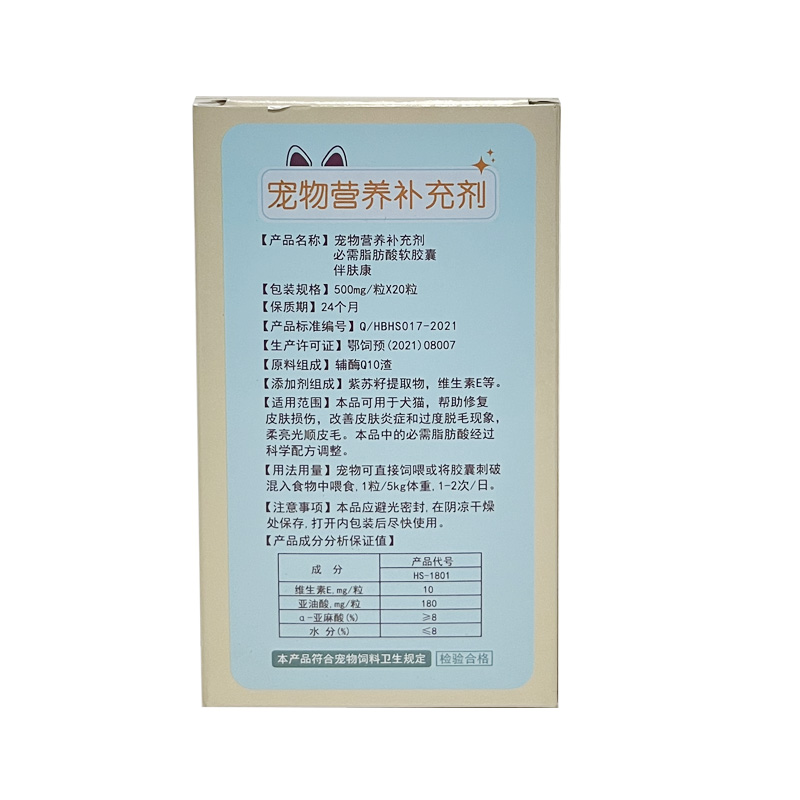 宠物营养补充剂
【产品名称】宠物营养补充剂
必需脂肪酸软胶囊
伴肤康
【包装规格】500mg/粒X20粒
【保质期】24个月
【产品标准编号】Q/HBHS017-2021
【生产许可证】鄂饲预(2021)08007
【原料组成】辅酶Q10渣
【添加剂组成】紫苏籽提取物，维生素E等。
【适用范围】本品可用于犬猫，帮助修复
皮肤损伤，改善皮肤炎症和过度脱毛现象，
柔亮光顺皮毛。本品中的必需脂肪酸经过
科学配方调整。
【用法用量】宠物可直接饲喂或将胶囊刺破
混入食物中喂食,1粒/5kg体重,1-2次/日。
【注意事项】本品应避光密封,在阴凉干燥
处保存,打开内包装后尽快使用。
【产品成分分析保证值】
成 分 产品代号
HS-1801
维生素E,mg/粒 10
亚油酸,mg/粒 180
α-亚麻酸(%) ≥8
水 分(%) ≤8
本产品符合宠物饲料卫生规定 检验合格